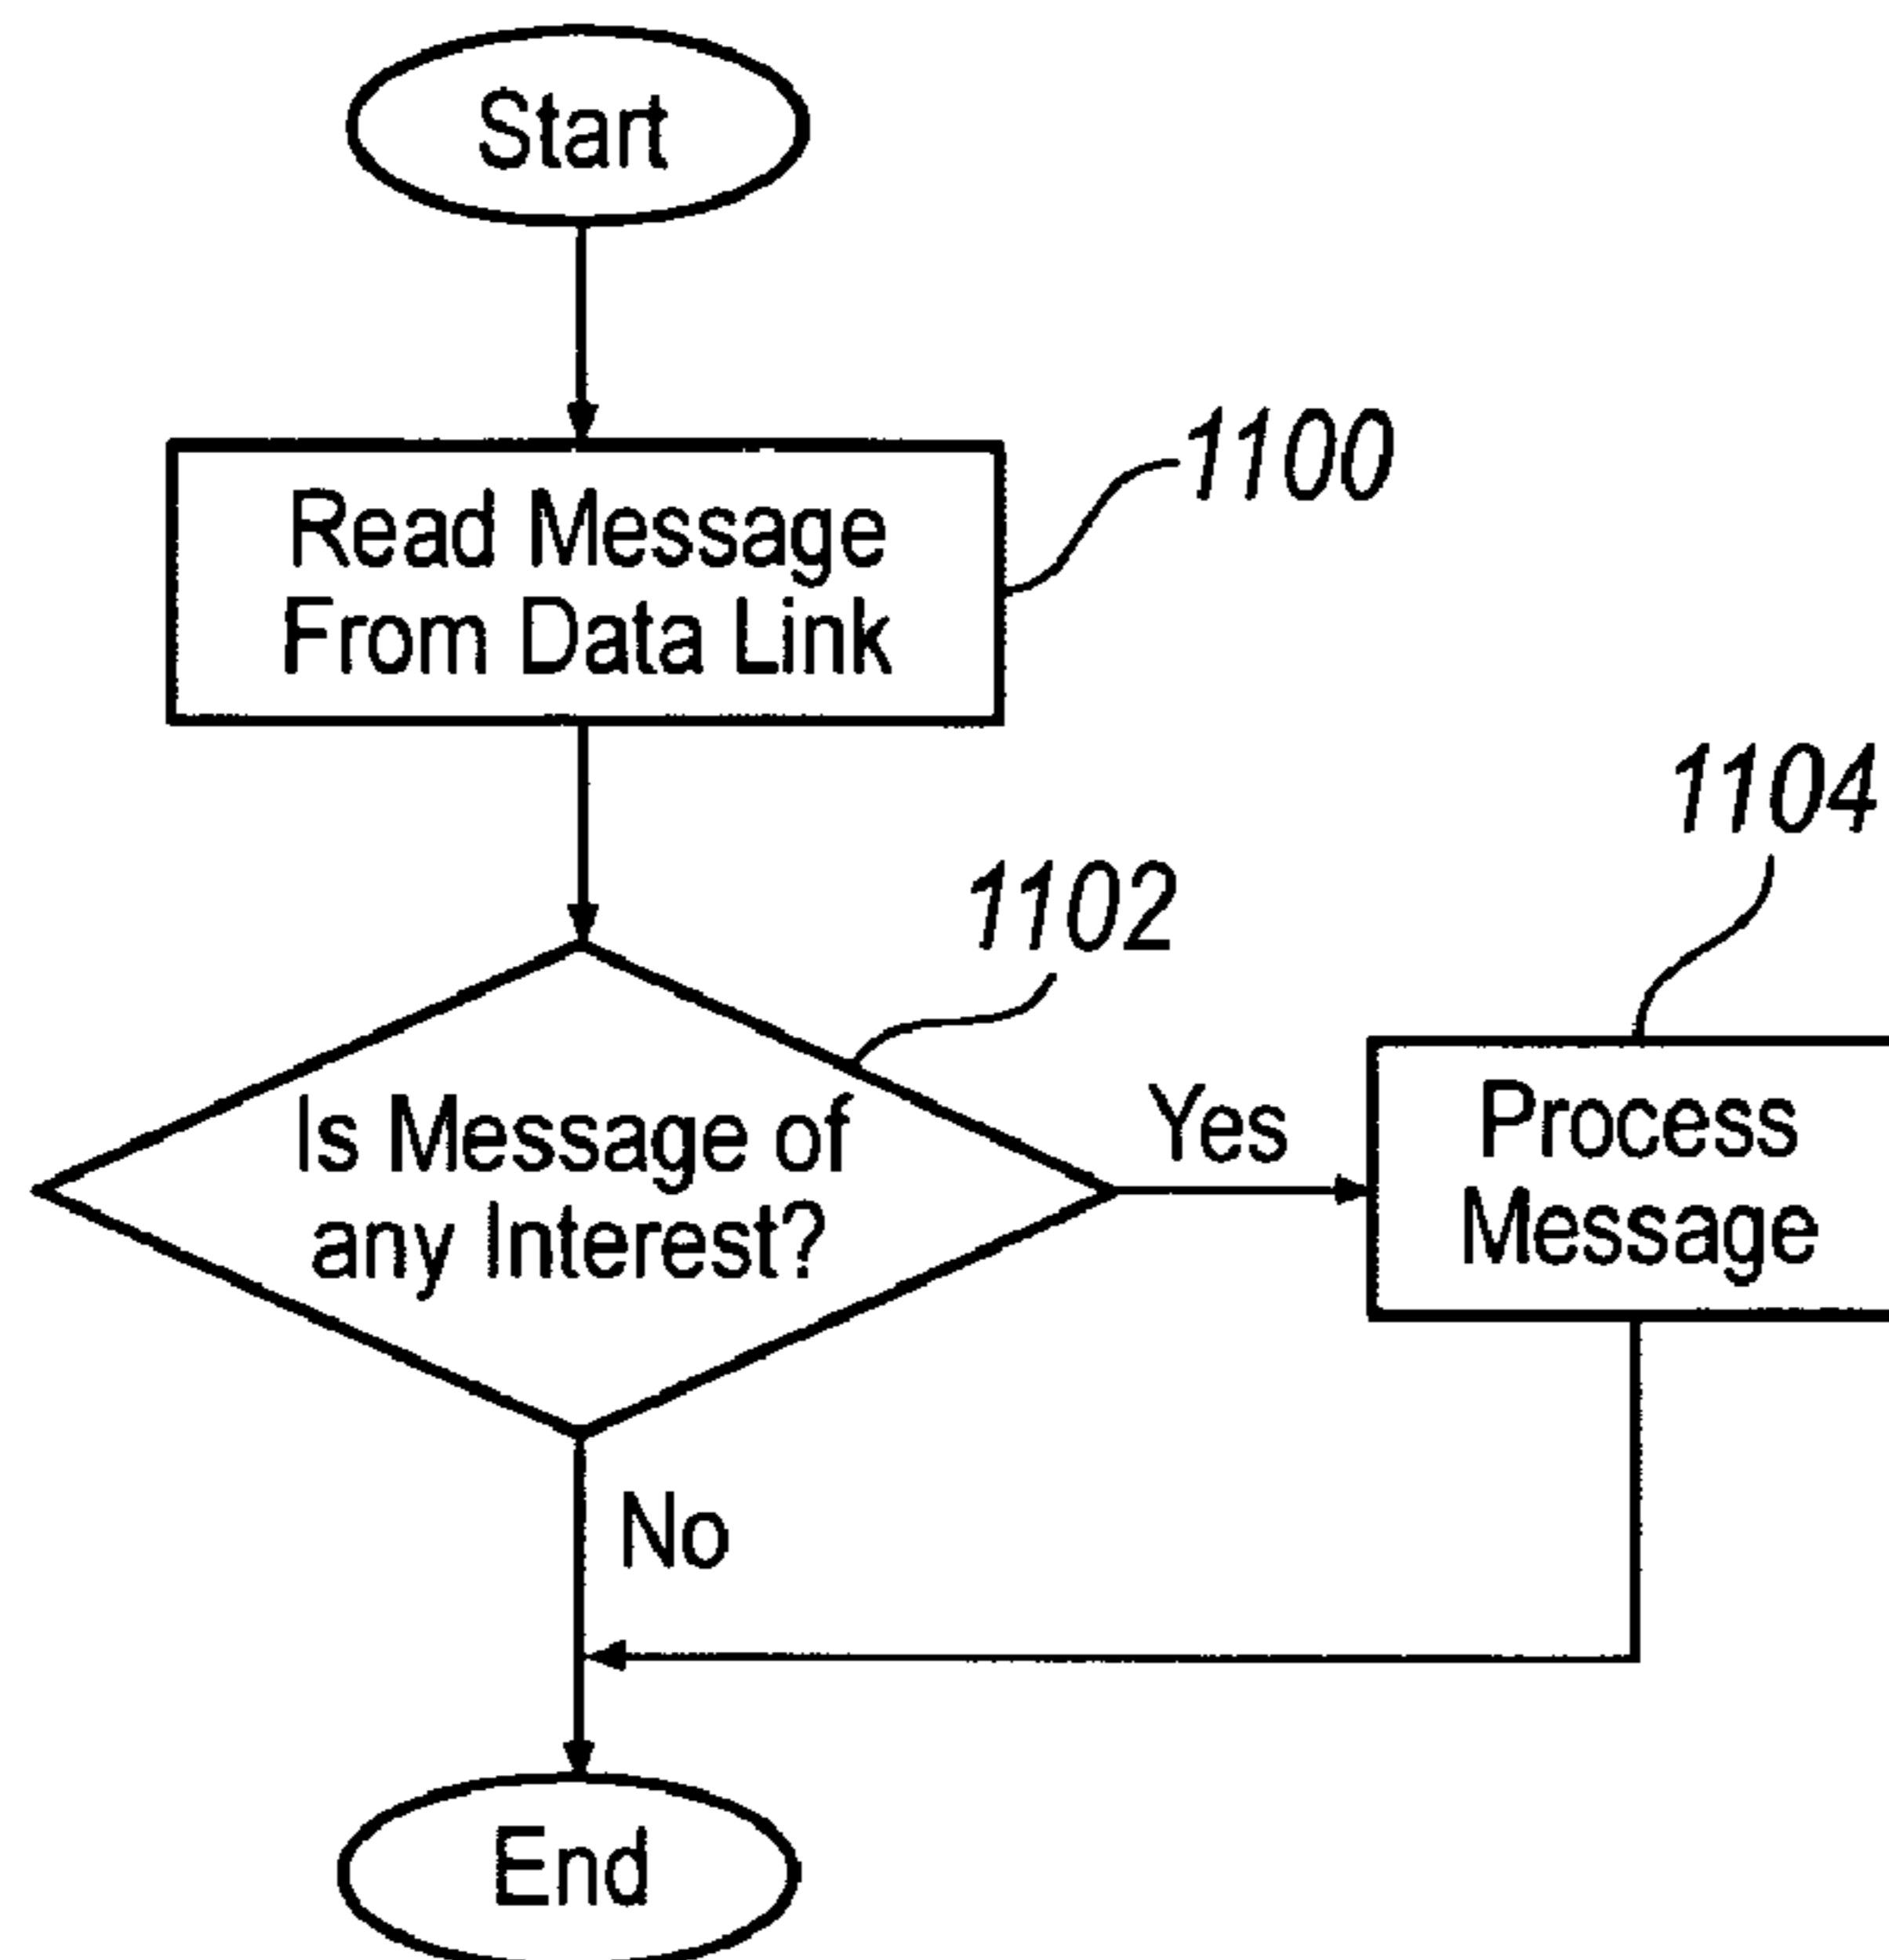 Start
1100
Read Message
From Data Link
1104
1102
Is Message of
any Interest?
Yes
Process
Message
No
End